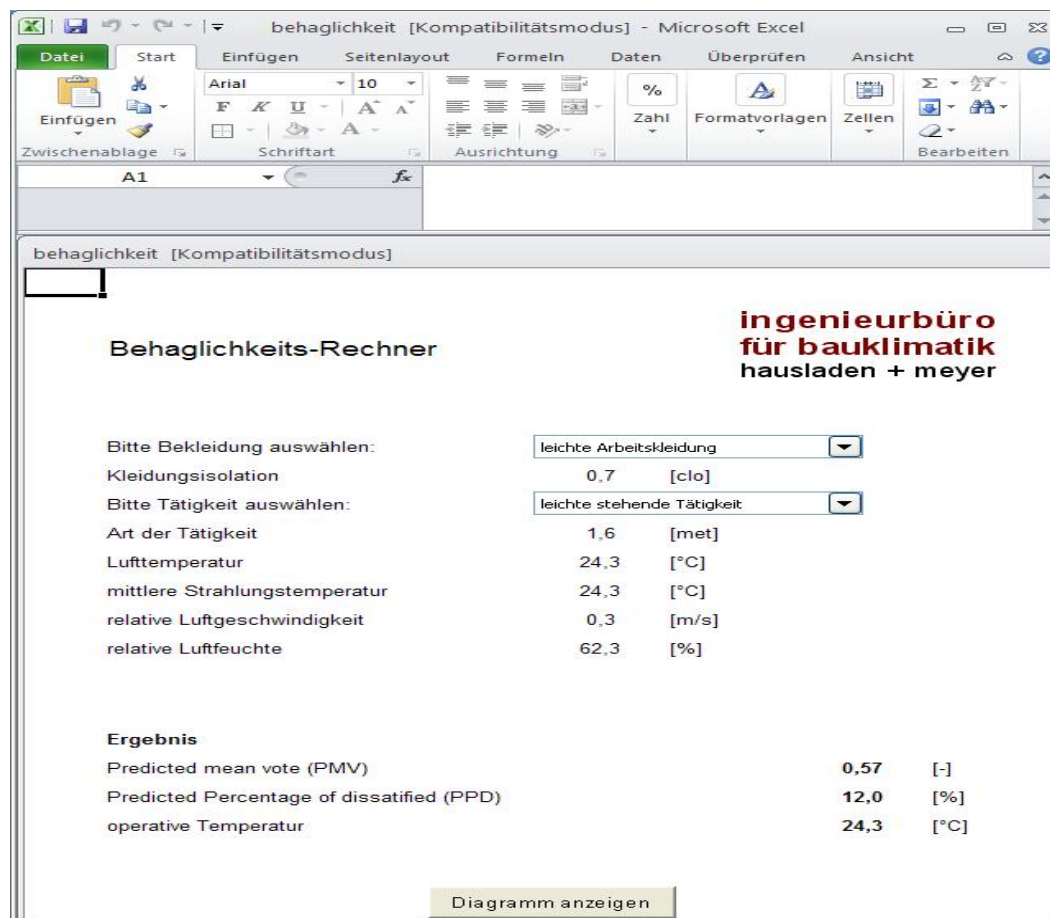 behaglichkeit [Kompatibilitätsmodus] - Microsoft Excel
Datei Start Einfügen Seitenlayout Formeln Daten Überprüfen Ansicht
Einfügen
Arial 10
F K U A A
A
%
Zahl
Formatvorlagen
Zellen
Σ
Zwischenablage Schriftart Ausrichtung Bearbeiten
A1 fx
behaglichkeit [Kompatibilitätsmodus]
ingenieurbüro
für bauklimatik
hausladen + meyer
Behaglichkeits-Rechner
Bitte Bekleidung auswählen: leichte Arbeitskleidung
Kleidungsisolation 0,7 [clo]
Bitte Tätigkeit auswählen: leichte stehende Tätigkeit
Art der Tätigkeit 1,6 [met]
Lufttemperatur 24,3 [°C]
mittlere Strahlungstemperatur 24,3 [°C]
relative Luftgeschwindigkeit 0,3 [m/s]
relative Luftfeuchte 62,3 [%]
Ergebnis
Predicted mean vote (PMV) 0,57 [-]
Predicted Percentage of dissatified (PPD) 12,0 [%]
operative Temperatur 24,3 [°C]
Diagramm anzeigen